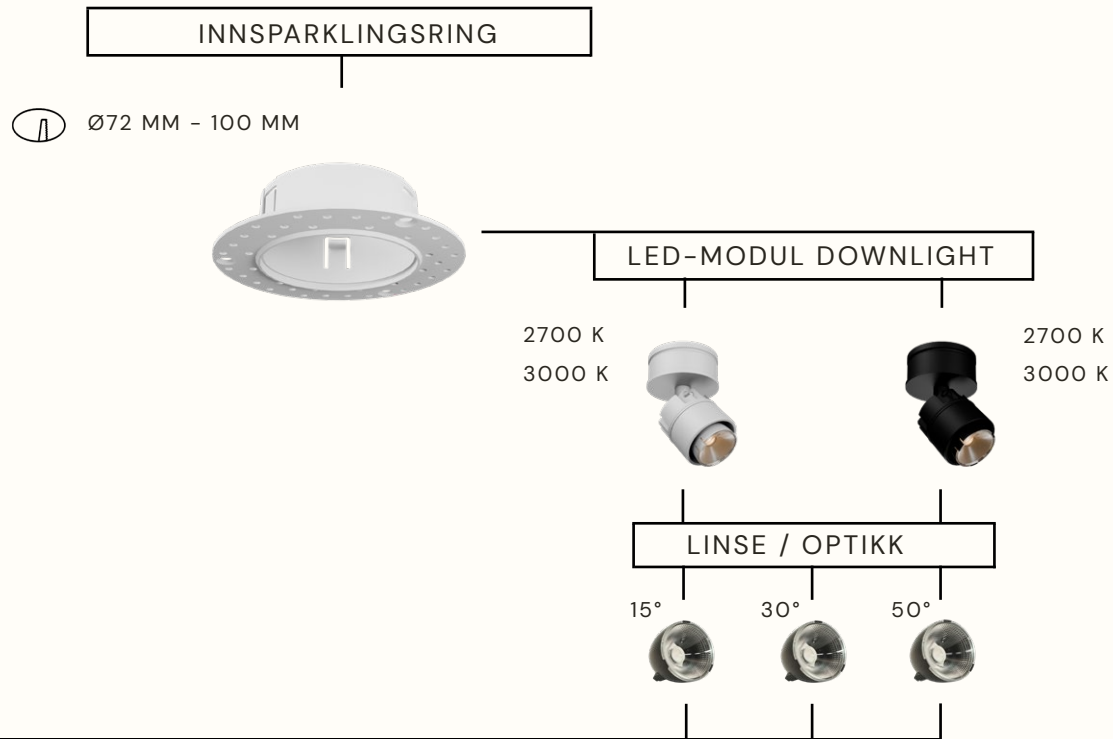 INNSPARKLINGSRING
Ø72 MM - 100 MM
LED-MODUL DOWNLIGHT
2700 K
3000 K
2700 K
3000 K
LINSE / OPTIKK
15° 30° 50°